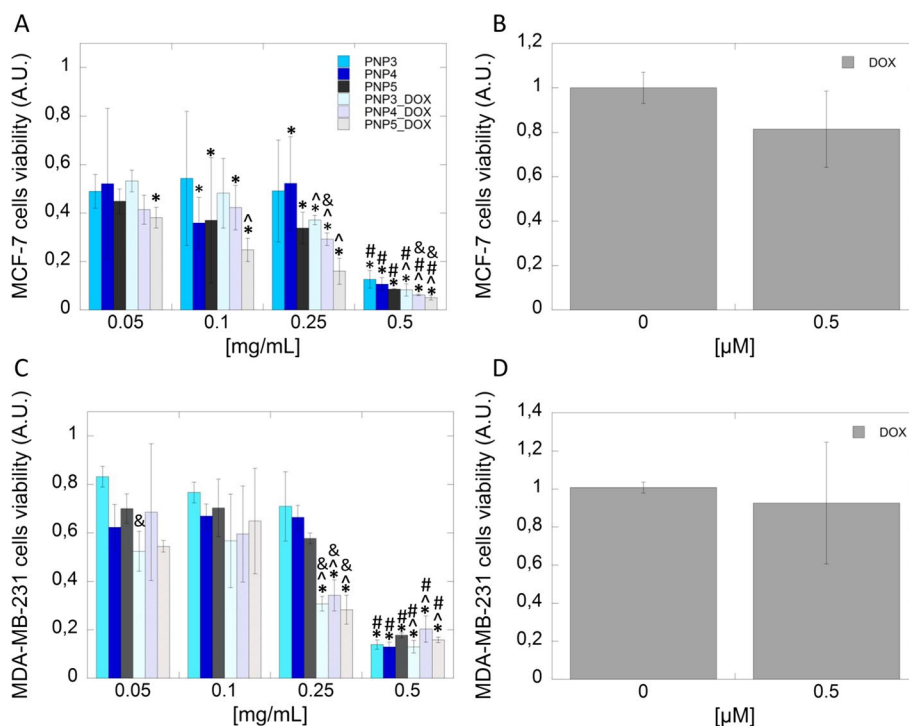 A
MCF-7 cells viability (A.U.)
1
0,8
0,6
0,4
0,2
0
PNP3
PNP4
PNP5
PNP3_DOX
PNP4_DOX
PNP5_DOX
*
* * * ^*
* * ^* &^* ^*
#* #* #* #^* &#^* &#^*
0.05 0.1 0.25 0.5
[mg/mL]
B
MCF-7 cells viability (A.U.)
1,2
1
0,8
0,6
0,4
0,2
0
DOX
0 0.5
[µM]
C
MDA-MB-231 cells viability (A.U.)
1
0,8
0,6
0,4
0,2
0
&
&^* &^* &^*
#* #* #* #^* #^* #^*
0.05 0.1 0.25 0.5
[mg/mL]
D
MDA-MB-231 cells viability (A.U.)
1,4
1,2
1
0,8
0,6
0,4
0,2
0
DOX
0 0.5
[µM]